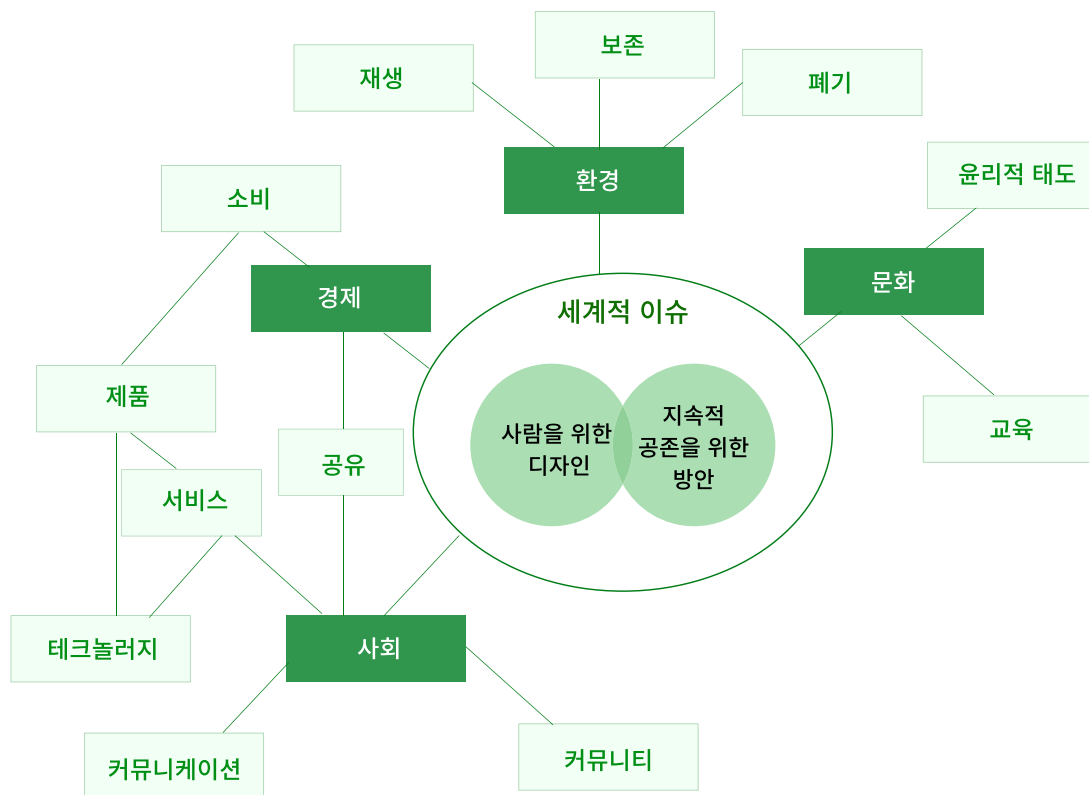 보존
재생
폐기
환경
윤리적 태도
소비
문화
경제
세계적 이슈
제품
사람을 위한
디자인
지속적
공존을 위한
방안
교육
공유
서비스
테크놀러지
사회
커뮤니케이션
커뮤니티